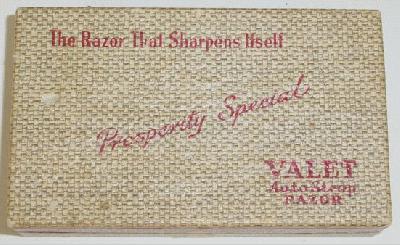 The Razor That Sharpens Itself
Prosperity Special
VALET
AutoStrop
RAZOR